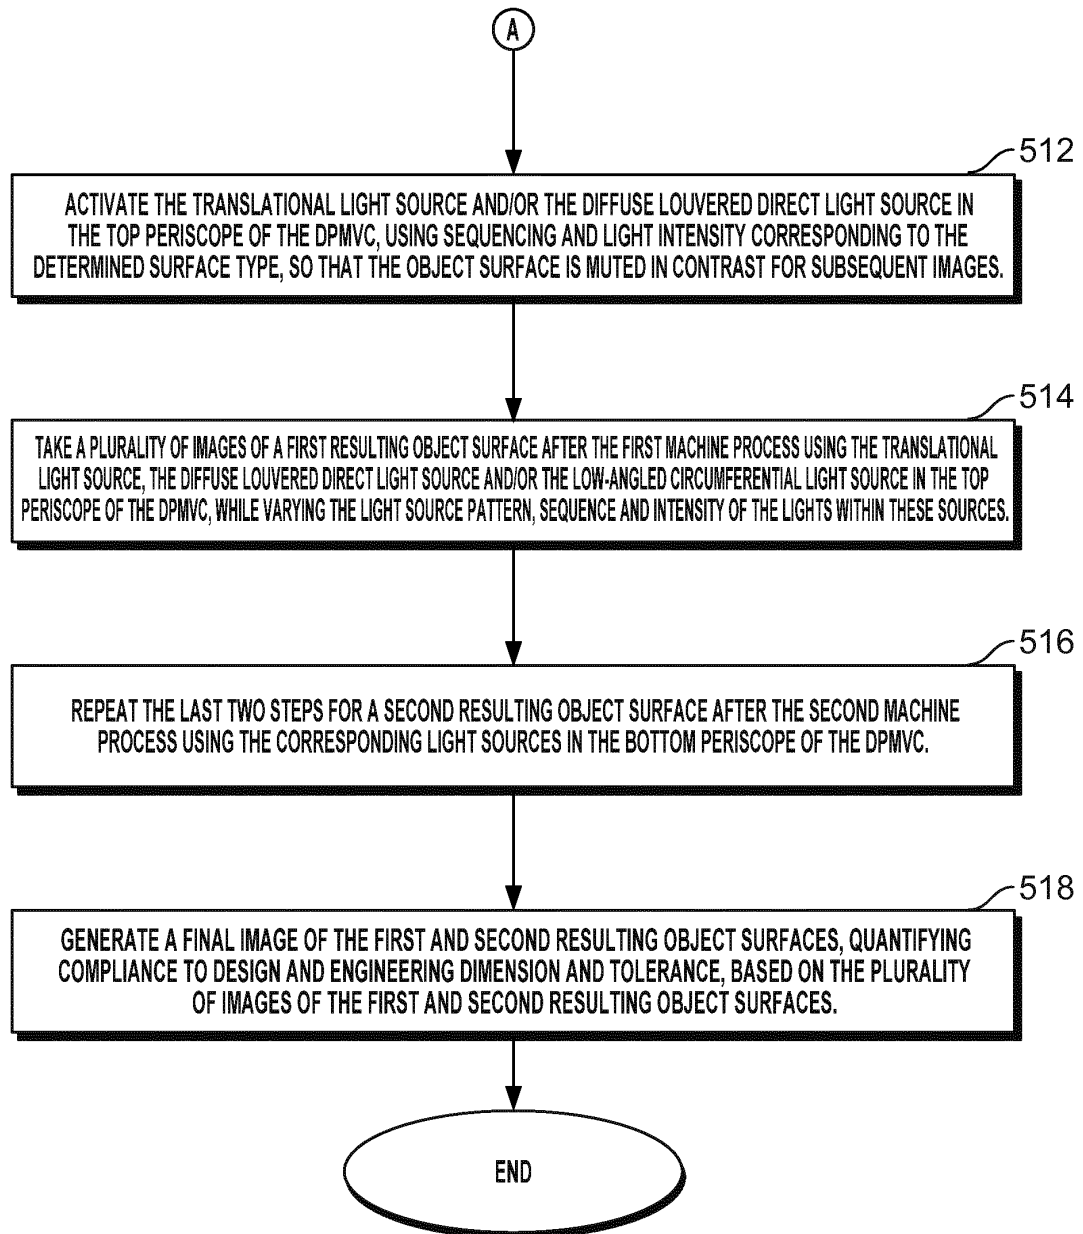 A
512
ACTIVATE THE TRANSLATIONAL LIGHT SOURCE AND/OR THE DIFFUSE LOUVERED DIRECT LIGHT SOURCE IN
THE TOP PERISCOPE OF THE DPMVC, USING SEQUENCING AND LIGHT INTENSITY CORRESPONDING TO THE
DETERMINED SURFACE TYPE, SO THAT THE OBJECT SURFACE IS MUTED IN CONTRAST FOR SUBSEQUENT IMAGES.
514
TAKE A PLURALITY OF IMAGES OF A FIRST RESULTING OBJECT SURFACE AFTER THE FIRST MACHINE PROCESS USING THE TRANSLATIONAL
LIGHT SOURCE, THE DIFFUSE LOUVERED DIRECT LIGHT SOURCE AND/OR THE LOW-ANGLED CIRCUMFERENTIAL LIGHT SOURCE IN THE TOP
PERISCOPE OF THE DPMVC, WHILE VARYING THE LIGHT SOURCE PATTERN, SEQUENCE AND INTENSITY OF THE LIGHTS WITHIN THESE SOURCES.
516
REPEAT THE LAST TWO STEPS FOR A SECOND RESULTING OBJECT SURFACE AFTER THE SECOND MACHINE
PROCESS USING THE CORRESPONDING LIGHT SOURCES IN THE BOTTOM PERISCOPE OF THE DPMVC.
518
GENERATE A FINAL IMAGE OF THE FIRST AND SECOND RESULTING OBJECT SURFACES, QUANTIFYING
COMPLIANCE TO DESIGN AND ENGINEERING DIMENSION AND TOLERANCE, BASED ON THE PLURALITY
OF IMAGES OF THE FIRST AND SECOND RESULTING OBJECT SURFACES.
END